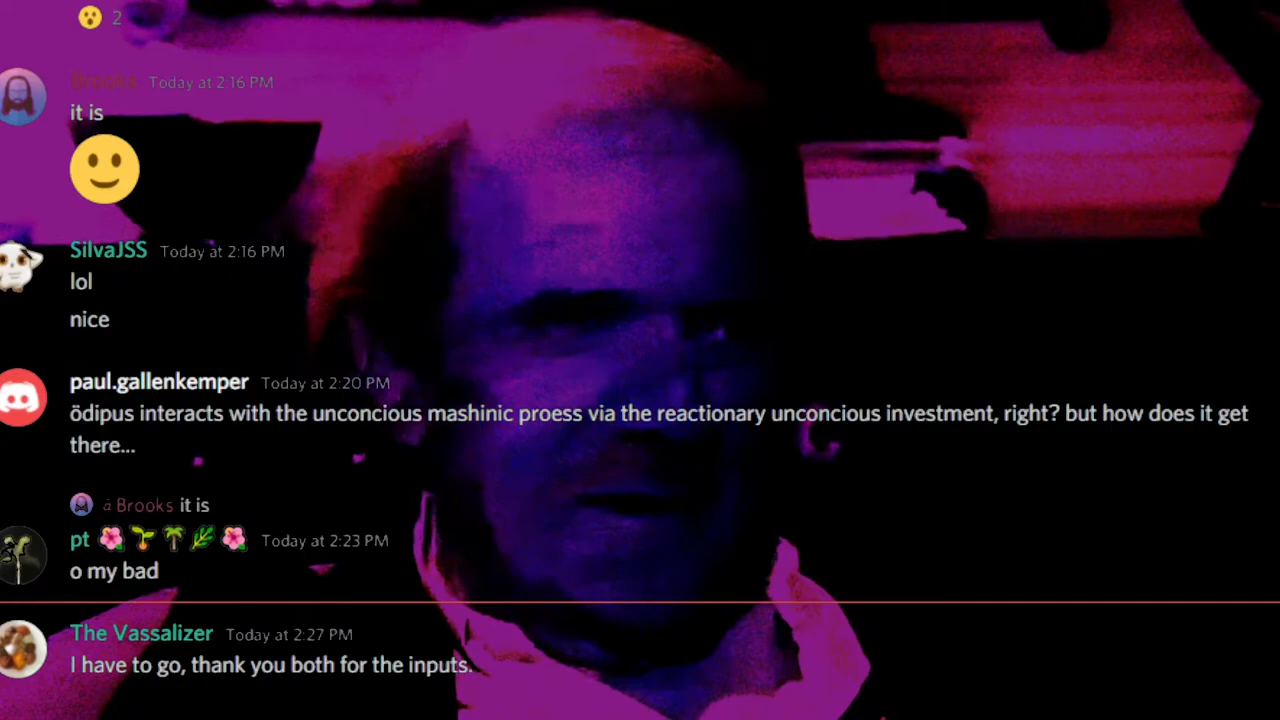 2
Brooks Today at 2:16 PM
it is
SilvaJSS Today at 2:16 PM
lol
nice
paul.gallenkemper Today at 2:20 PM
ödipus interacts with the unconcious mashinic proess via the reactionary unconcious investment, right? but how does it get
there...
Brooks it is
pt Today at 2:23 PM
o my bad
The Vassalizer Today at 2:27 PM
I have to go, thank you both for the inputs.